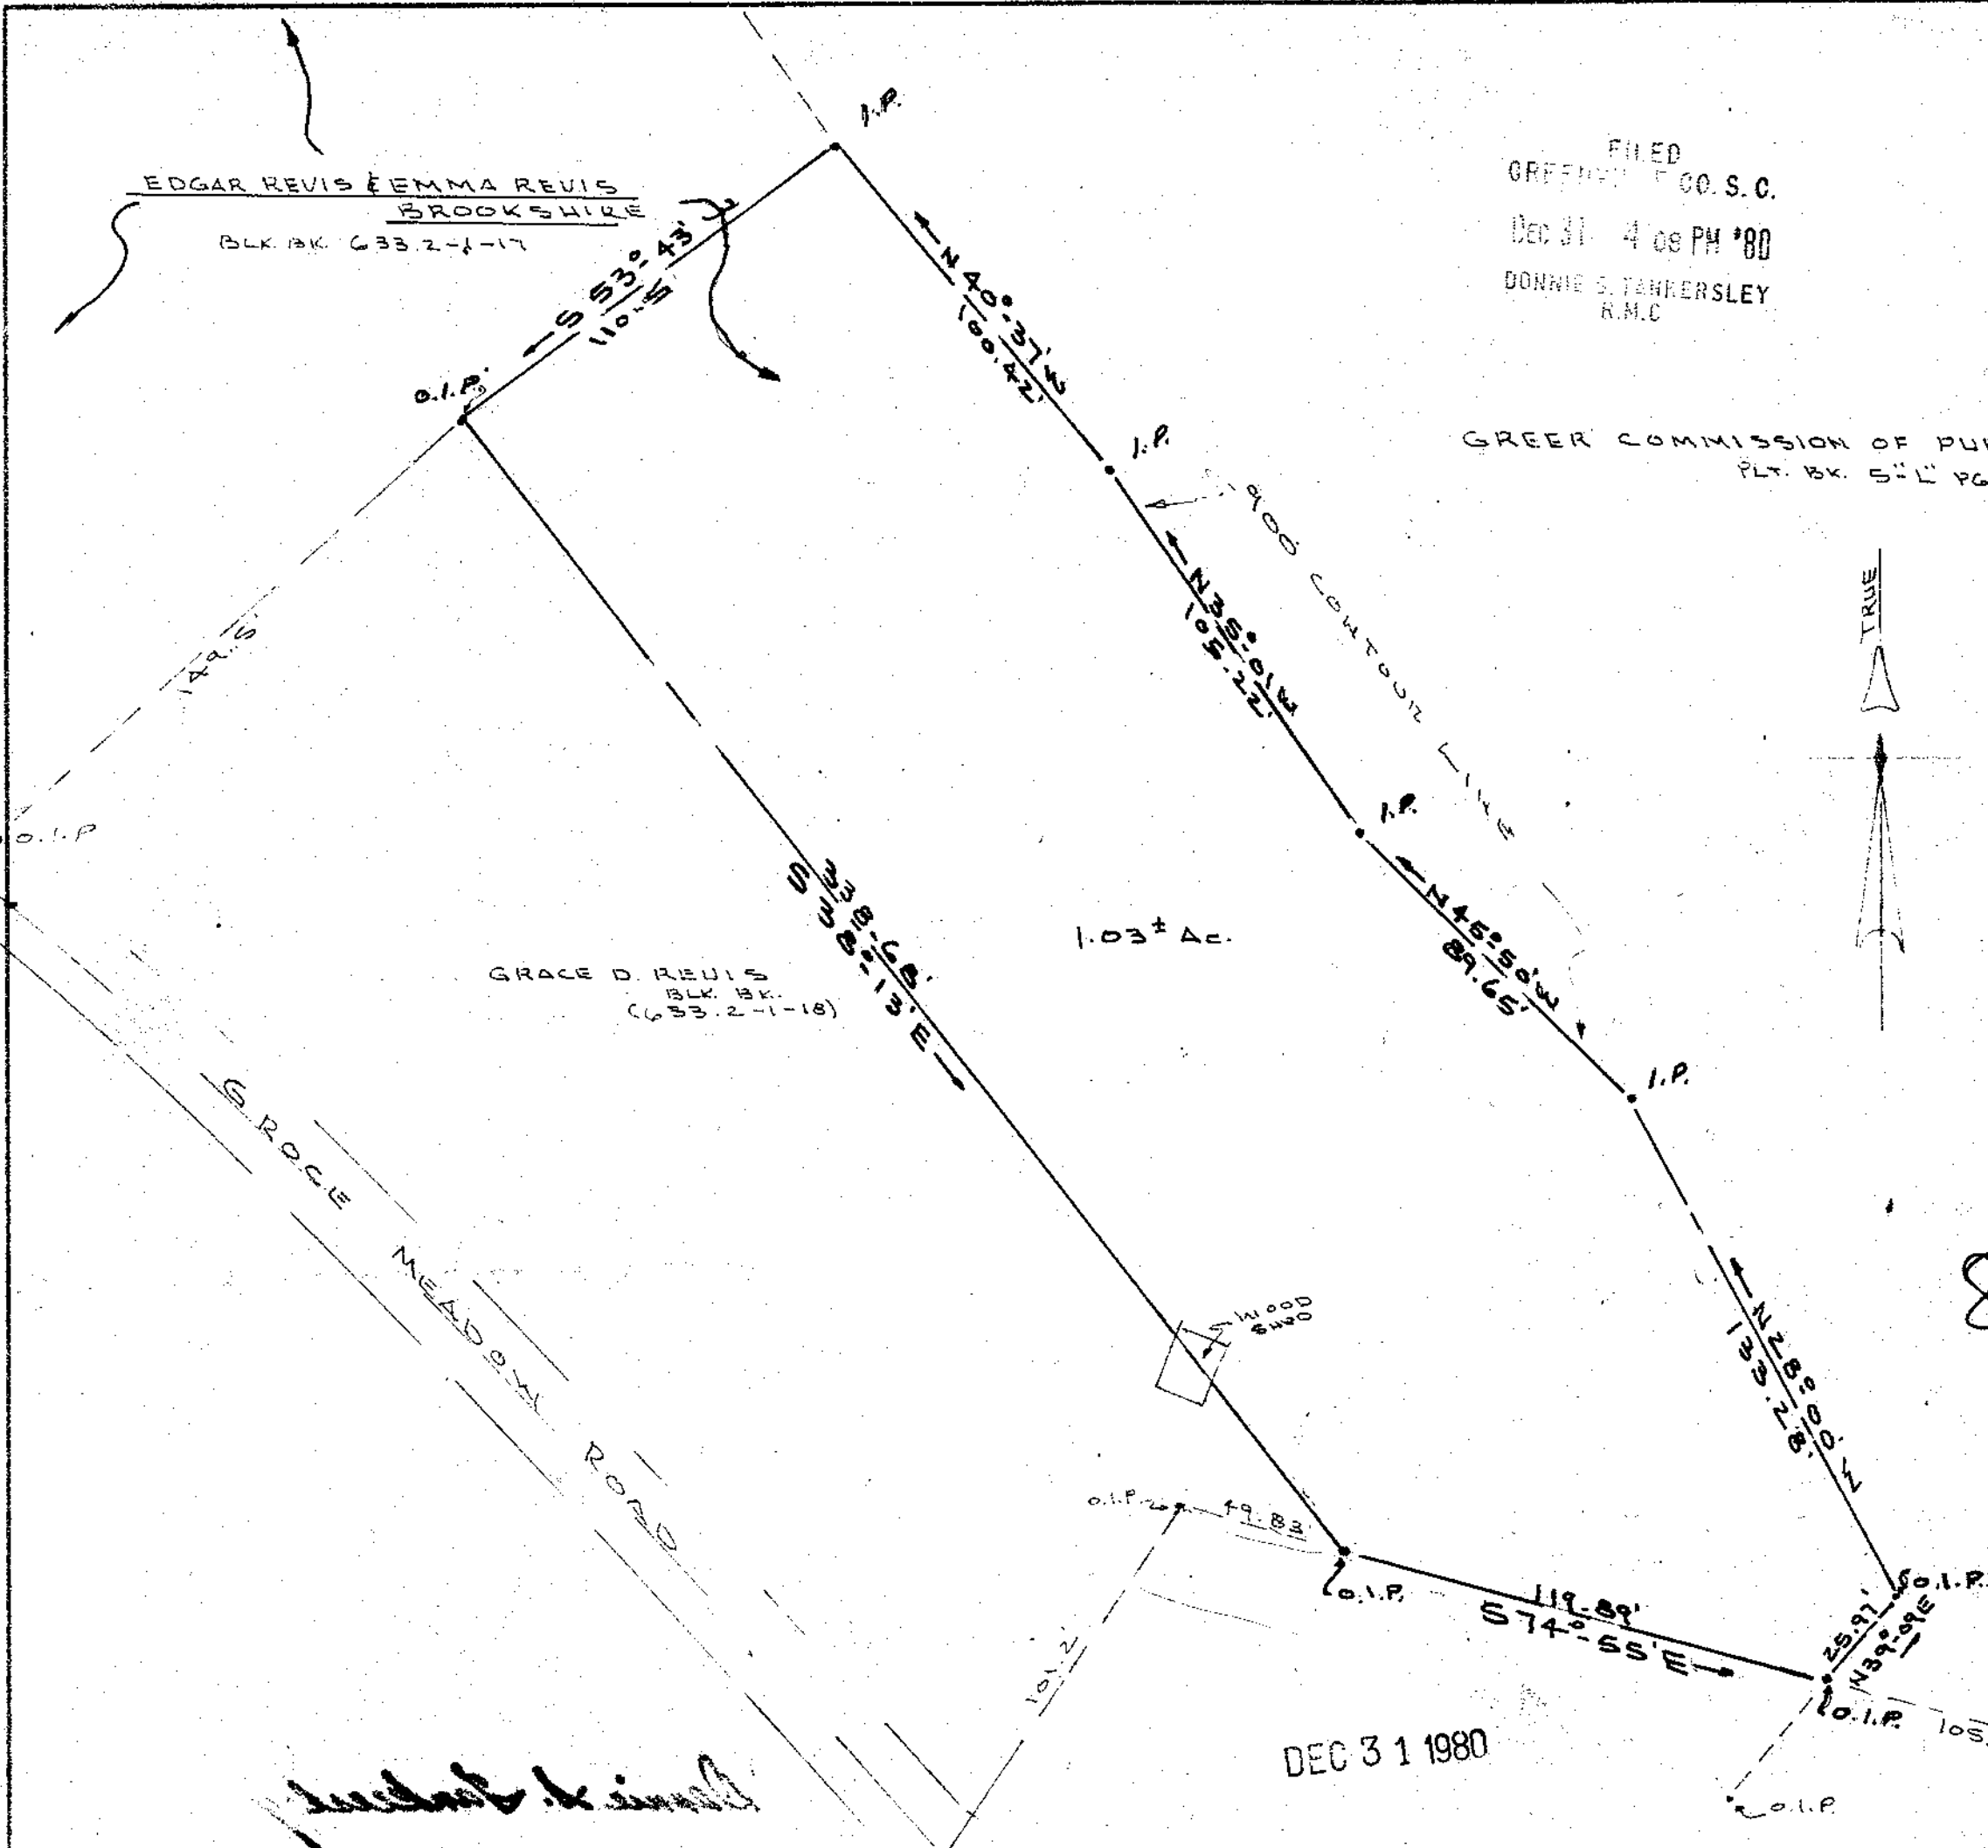 I.P.
FILED
CO. S. C.
DEC 31 4 08 PM '80
DONNIE S. TANKERSLEY
R.M.C
EDGAR REVIS & EMMA REVIS
BROOKSHIRE
BLK. BK. 633.2-1-17
S 53°-43'
110.5
N 40°-37' W
100.42'
O.I.P.
I.P.
GREER COMMISSION OF
PLT. BK. 5"L" PG
900 CONTOUR LINE
N 35°-01' W
105.22'
TRUE
149.5'
I.P.
O.I.P
338.68'
S 38°-13' E
1.03± Ac.
N 45°-50' W
89.65'
GRACE D. REVIS
BLK. BK.
(633.2-1-18)
I.P.
GROCE MEADOW ROAD
WOOD
SHED
8
N 28°-00' W
133.28'
O.I.P.
49.83
O.I.P.
119.89'
S 74°-55' E
O.I.P.
25.97'
N 39°-09 E
O.I.P.
105.
101.2'
DEC 31 1980
O.I.P.